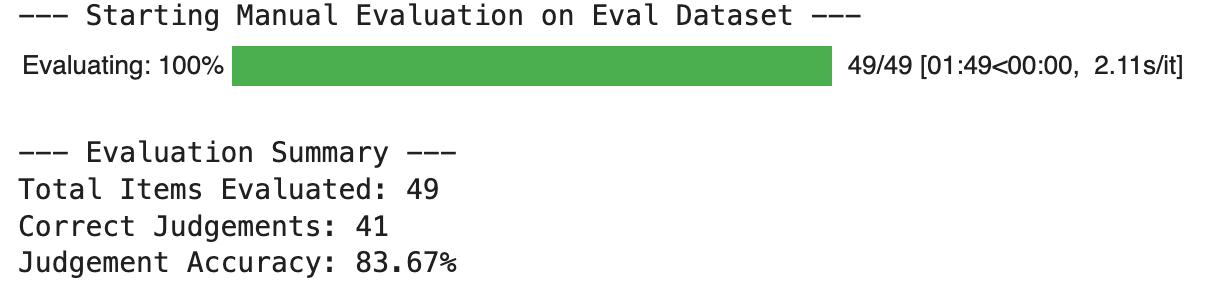 --- Starting Manual Evaluation on Eval Dataset ---
Evaluating: 100% 49/49 [01:49<00:00, 2.11s/it]
--- Evaluation Summary ---
Total Items Evaluated: 49
Correct Judgements: 41
Judgement Accuracy: 83.67%